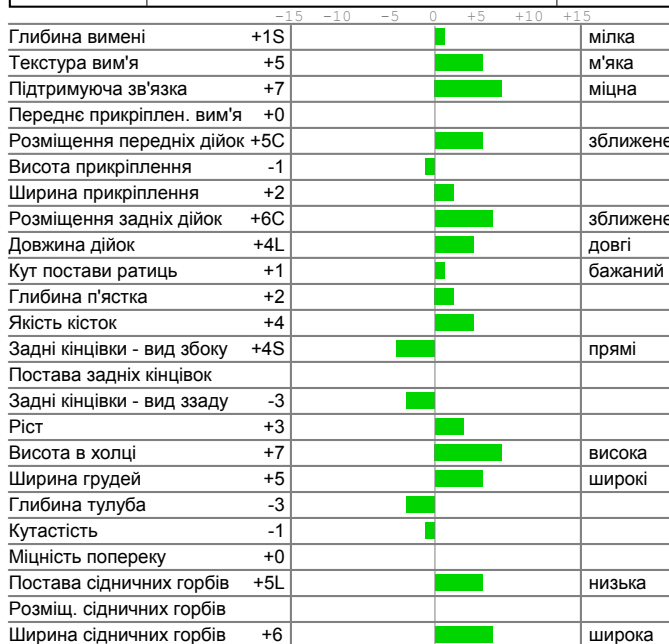 -15 -10 -5 0 +5 +10 +15
Глибина вимені +1S мілка
Текстура вим'я +5 м'яка
Підтримуюча зв'язка +7 міцна
Переднє прикріплен. вим'я +0
Розміщення передніх дійок +5C зближене
Висота прикріплення -1
Ширина прикріплення +2
Розміщення задніх дійок +6C зближене
Довжина дійок +4L довгі
Кут постави ратиць +1 бажаний
Глибина п'ястка +2
Якість кісток +4
Задні кінцівки - вид збоку +4S прямі
Постава задніх кінцівок
Задні кінцівки - вид ззаду -3
Ріст +3
Висота в холці +7 висока
Ширина грудей +5 широкі
Глибина тулуба -3
Кутастість -1
Міцність попереку +0
Постава сідничних горбів +5L низька
Розміщ. сідничних горбів
Ширина сідничних горбів +6 широка